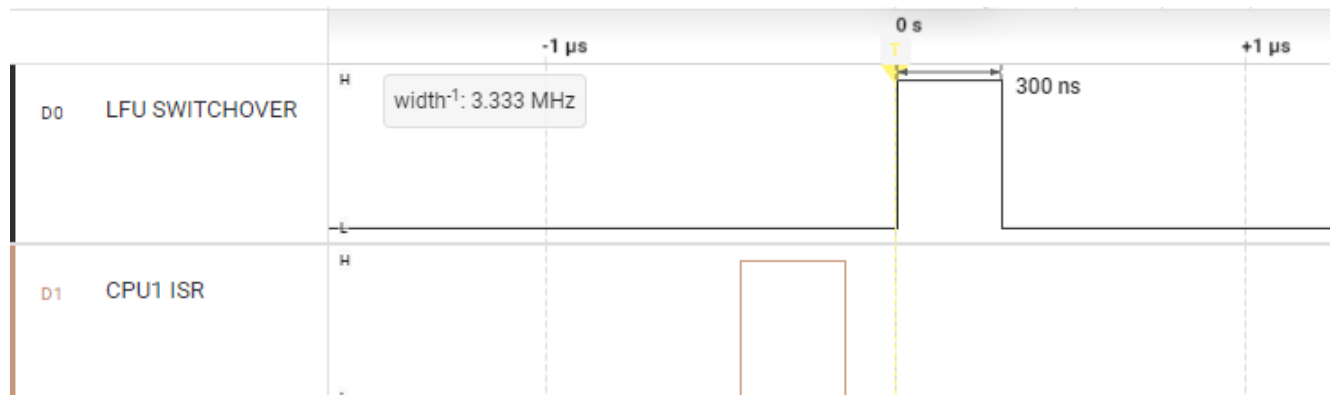 0 s
-1 µs
+1 µs
T
H
D0 LFU SWITCHOVER
width-1: 3.333 MHz
300 ns
L
H
D1 CPU1 ISR